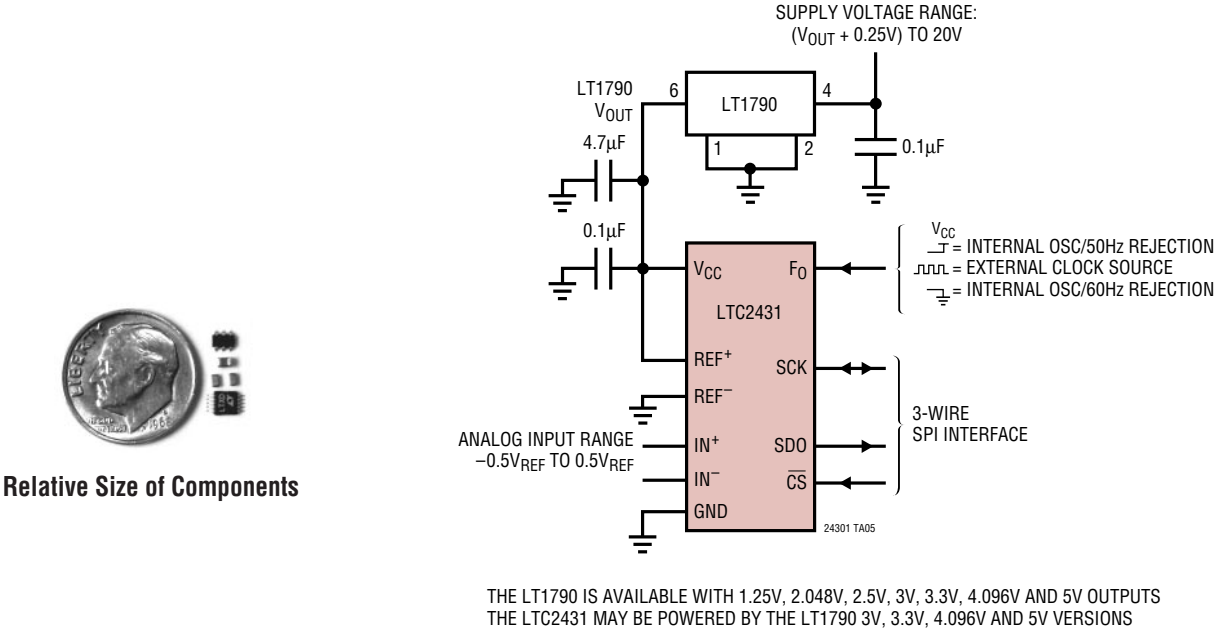 SUPPLY VOLTAGE RANGE:
(VOUT + 0.25V) TO 20V
LT1790
VOUT
6
LT1790
4
1
2
4.7µF
0.1µF
0.1µF
VCC
FO
LTC2431
REF+
SCK
REF–
IN+
SDO
IN–
CS
GND
VCC
= INTERNAL OSC/50Hz REJECTION
= EXTERNAL CLOCK SOURCE
= INTERNAL OSC/60Hz REJECTION
3-WIRE
SPI INTERFACE
ANALOG INPUT RANGE
–0.5VREF TO 0.5VREF
24301 TA05
LIBERTY
Relative Size of Components
THE LT1790 IS AVAILABLE WITH 1.25V, 2.048V, 2.5V, 3V, 3.3V, 4.096V AND 5V OUTPUTS
THE LTC2431 MAY BE POWERED BY THE LT1790 3V, 3.3V, 4.096V AND 5V VERSIONS